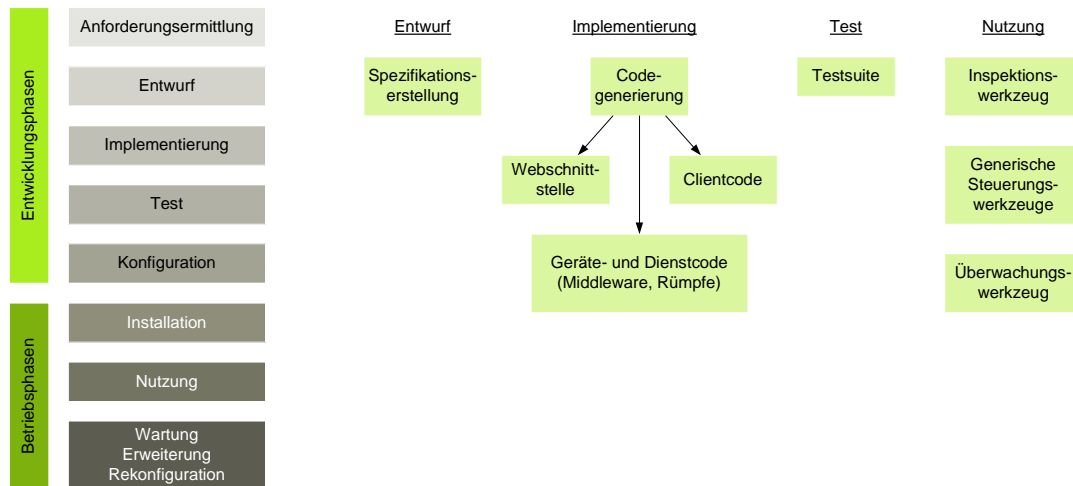 Entwicklungsphasen
Betriebsphasen
Anforderungsermittlung
Entwurf
Implementierung
Test
Konfiguration
Installation
Nutzung
Wartung
Erweiterung
Rekonfiguration
Entwurf
Spezifikations-
erstellung
Implementierung
Code-
generierung
Webschnitt-
stelle
Clientcode
Geräte- und Dienstcode
(Middleware, Rümpfe)
Test
Testsuite
Nutzung
Inspektions-
werkzeug
Generische
Steuerungs-
werkzeuge
Überwachungs-
werkzeug